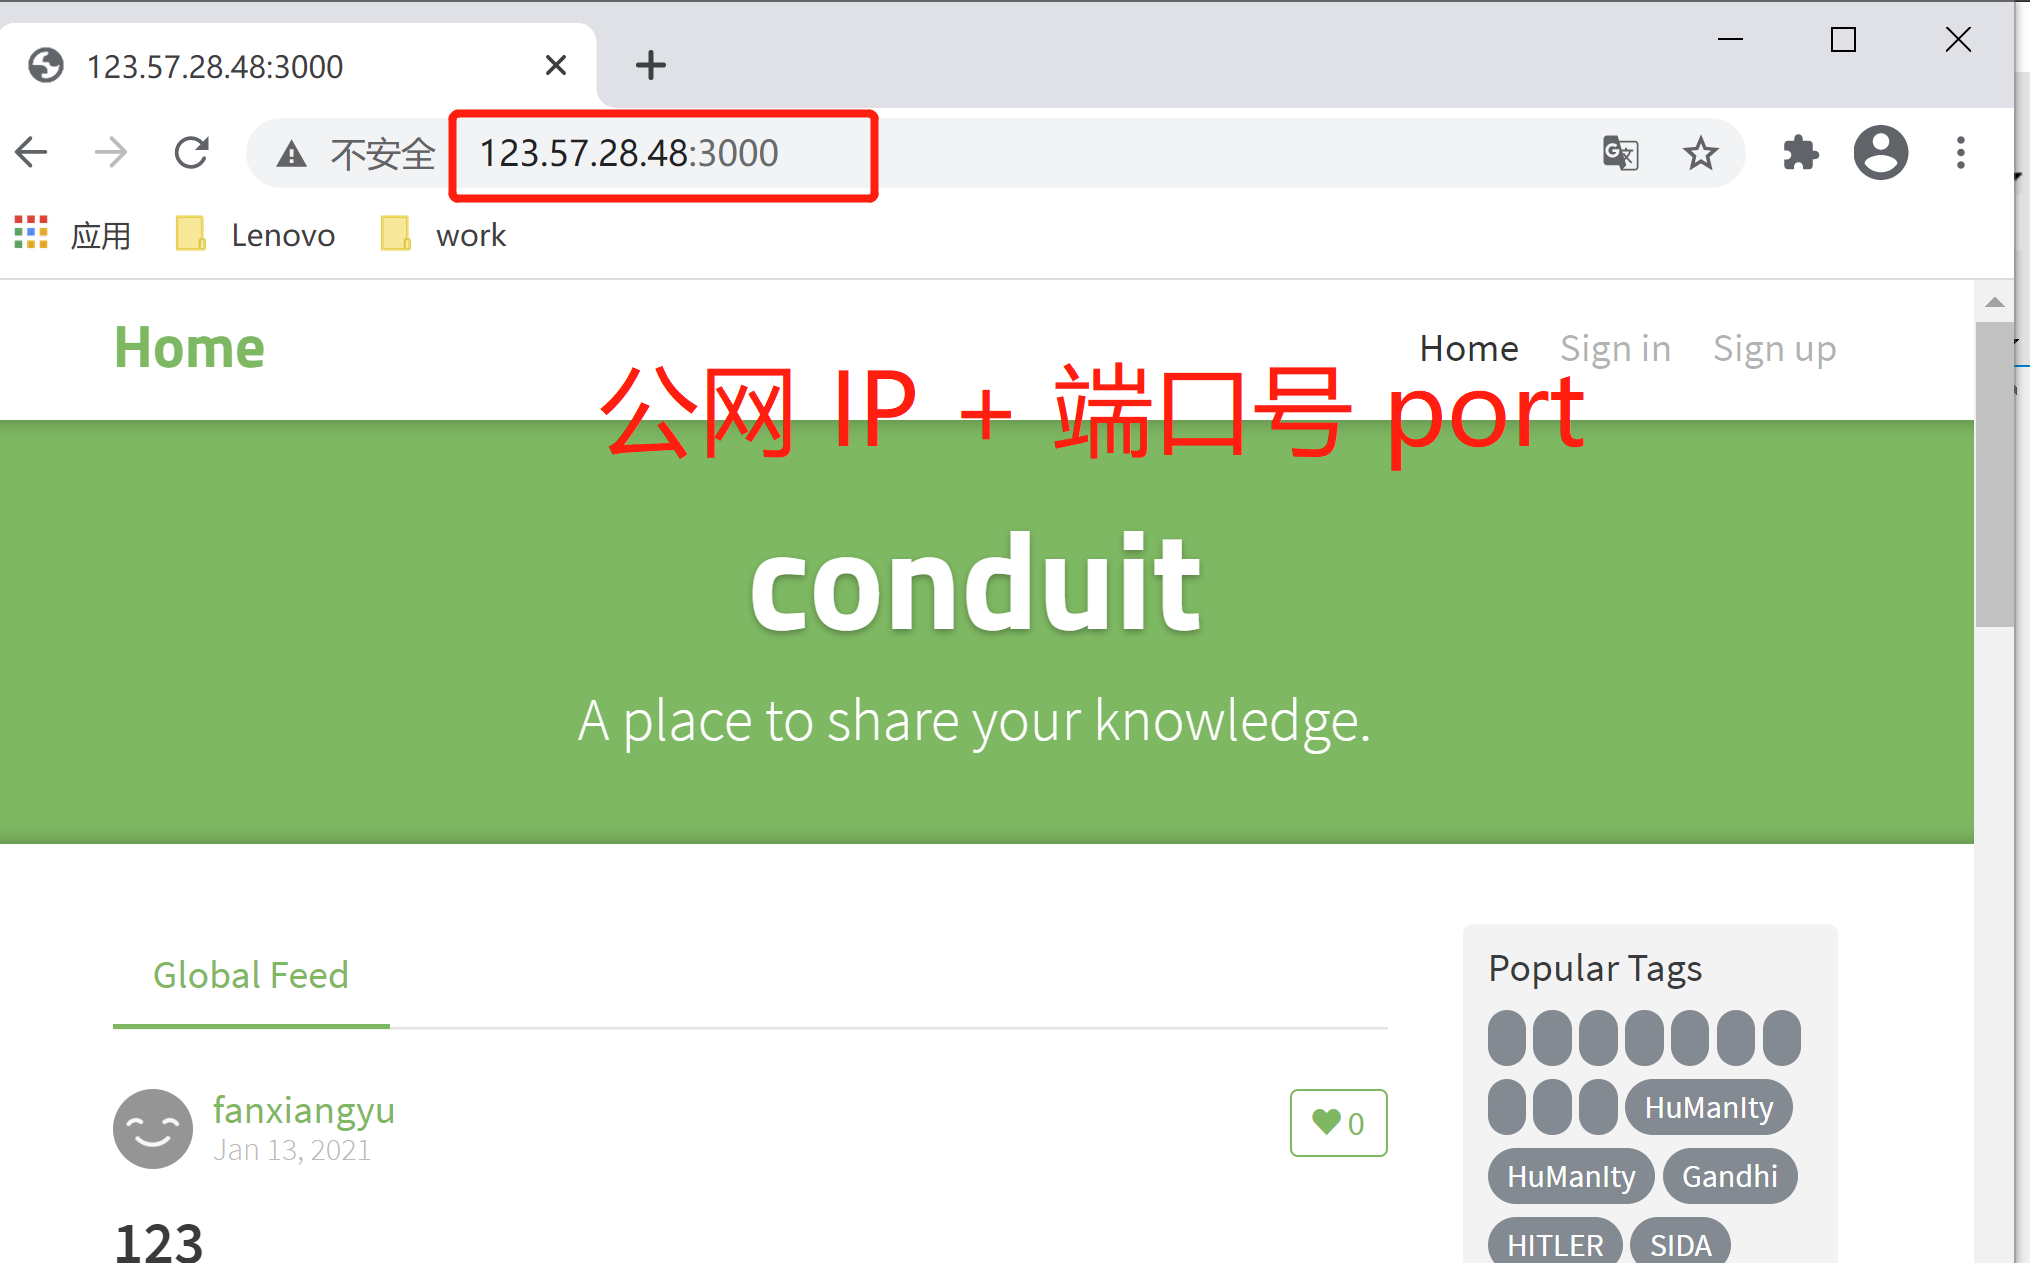 123.57.28.48:3000
不安全 123.57.28.48:3000
应用 Lenovo work
Home Home Sign in Sign up
公网 IP + 端口号 port
conduit
A place to share your knowledge.
Global Feed
fanxiangyu
Jan 13, 2021
0
123
Popular Tags
HuManIty
HuManIty Gandhi
HITLER SIDA